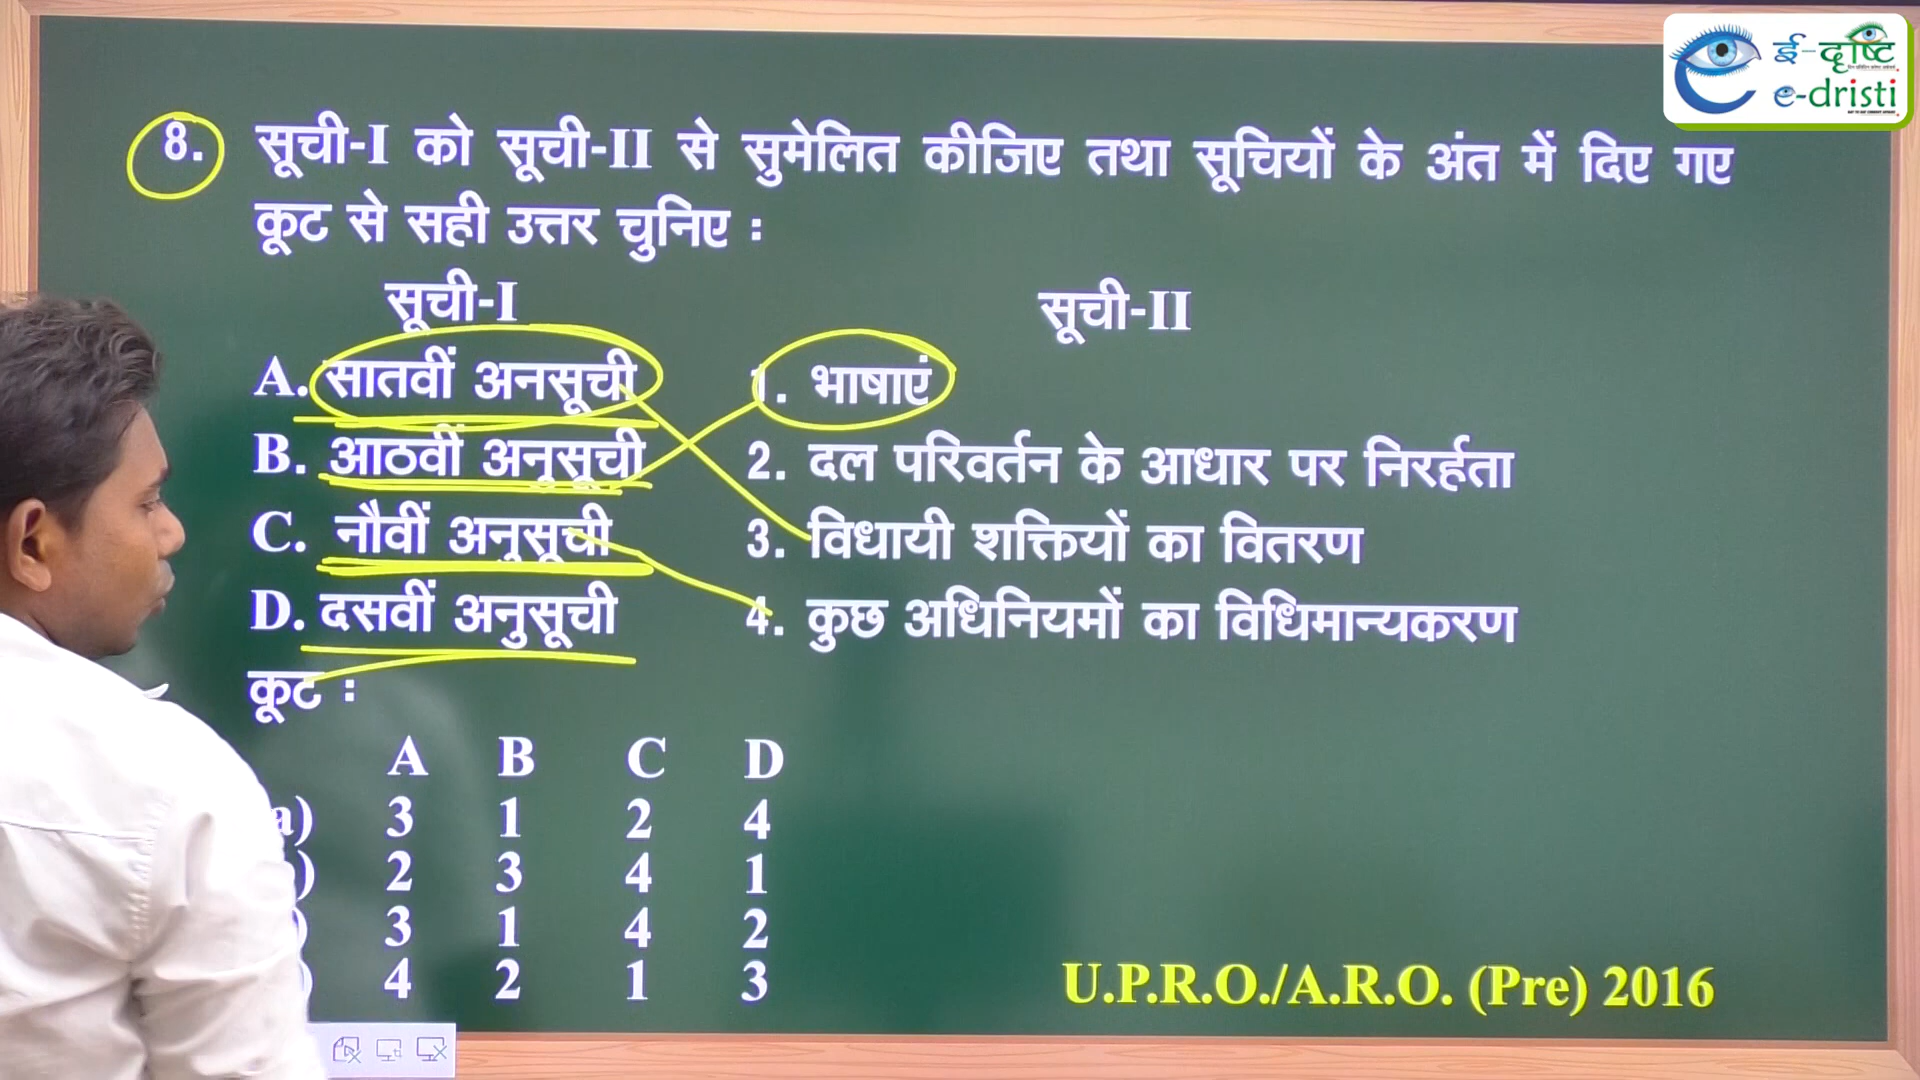 ई-दृष्टि
e-dristi
8. सूची-I को सूची-II से सुमेलित कीजिए तथा सूचियों के अंत में दिए गए
कूट से सही उत्तर चुनिए :
सूची-I सूची-II
A. सातवीं अनसूची 1. भाषाएं
B. आठवीं अनुसूची 2. दल परिवर्तन के आधार पर निरर्हता
C. नौवीं अनुसूची 3. विधायी शक्तियों का वितरण
D. दसवीं अनुसूची 4. कुछ अधिनियमों का विधिमान्यकरण
कूट :
A B C D
a) 3 1 2 4
) 2 3 4 1
) 3 1 4 2
) 4 2 1 3
U.P.R.O./A.R.O. (Pre) 2016